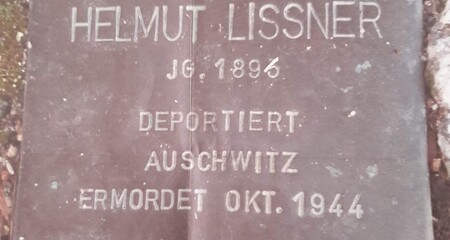 HELMUT LISSNER
JG. 1896
DEPORTIERT
AUSCHWITZ
ERMORDET OKT. 1944